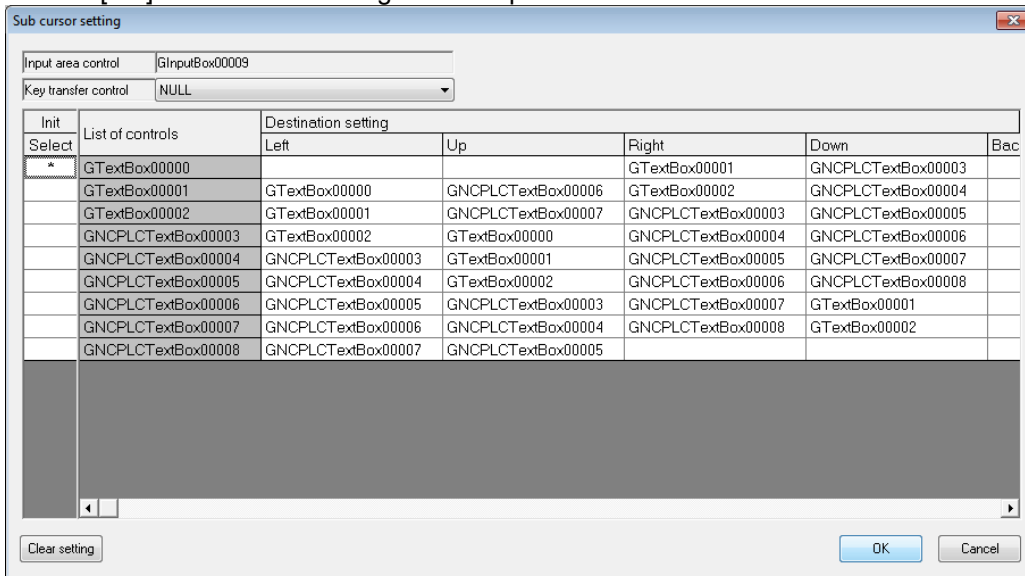 Sub cursor setting
Input area control GInputBox00009
Key transfer control NULL
Init List of controls Destination setting
Select Left Up Right Down Bac
* GTextBox00000 GTextBox00001 GNCPLCTextBox00003
GTextBox00001 GTextBox00000 GNCPLCTextBox00006 GTextBox00002 GNCPLCTextBox00004
GTextBox00002 GTextBox00001 GNCPLCTextBox00007 GNCPLCTextBox00003 GNCPLCTextBox00005
GNCPLCTextBox00003 GTextBox00002 GTextBox00000 GNCPLCTextBox00004 GNCPLCTextBox00006
GNCPLCTextBox00004 GNCPLCTextBox00003 GTextBox00001 GNCPLCTextBox00005 GNCPLCTextBox00007
GNCPLCTextBox00005 GNCPLCTextBox00004 GTextBox00002 GNCPLCTextBox00006 GNCPLCTextBox00008
GNCPLCTextBox00006 GNCPLCTextBox00005 GNCPLCTextBox00003 GNCPLCTextBox00007 GTextBox00001
GNCPLCTextBox00007 GNCPLCTextBox00006 GNCPLCTextBox00004 GNCPLCTextBox00008 GTextBox00002
GNCPLCTextBox00008 GNCPLCTextBox00007 GNCPLCTextBox00005
Clear setting OK Cancel